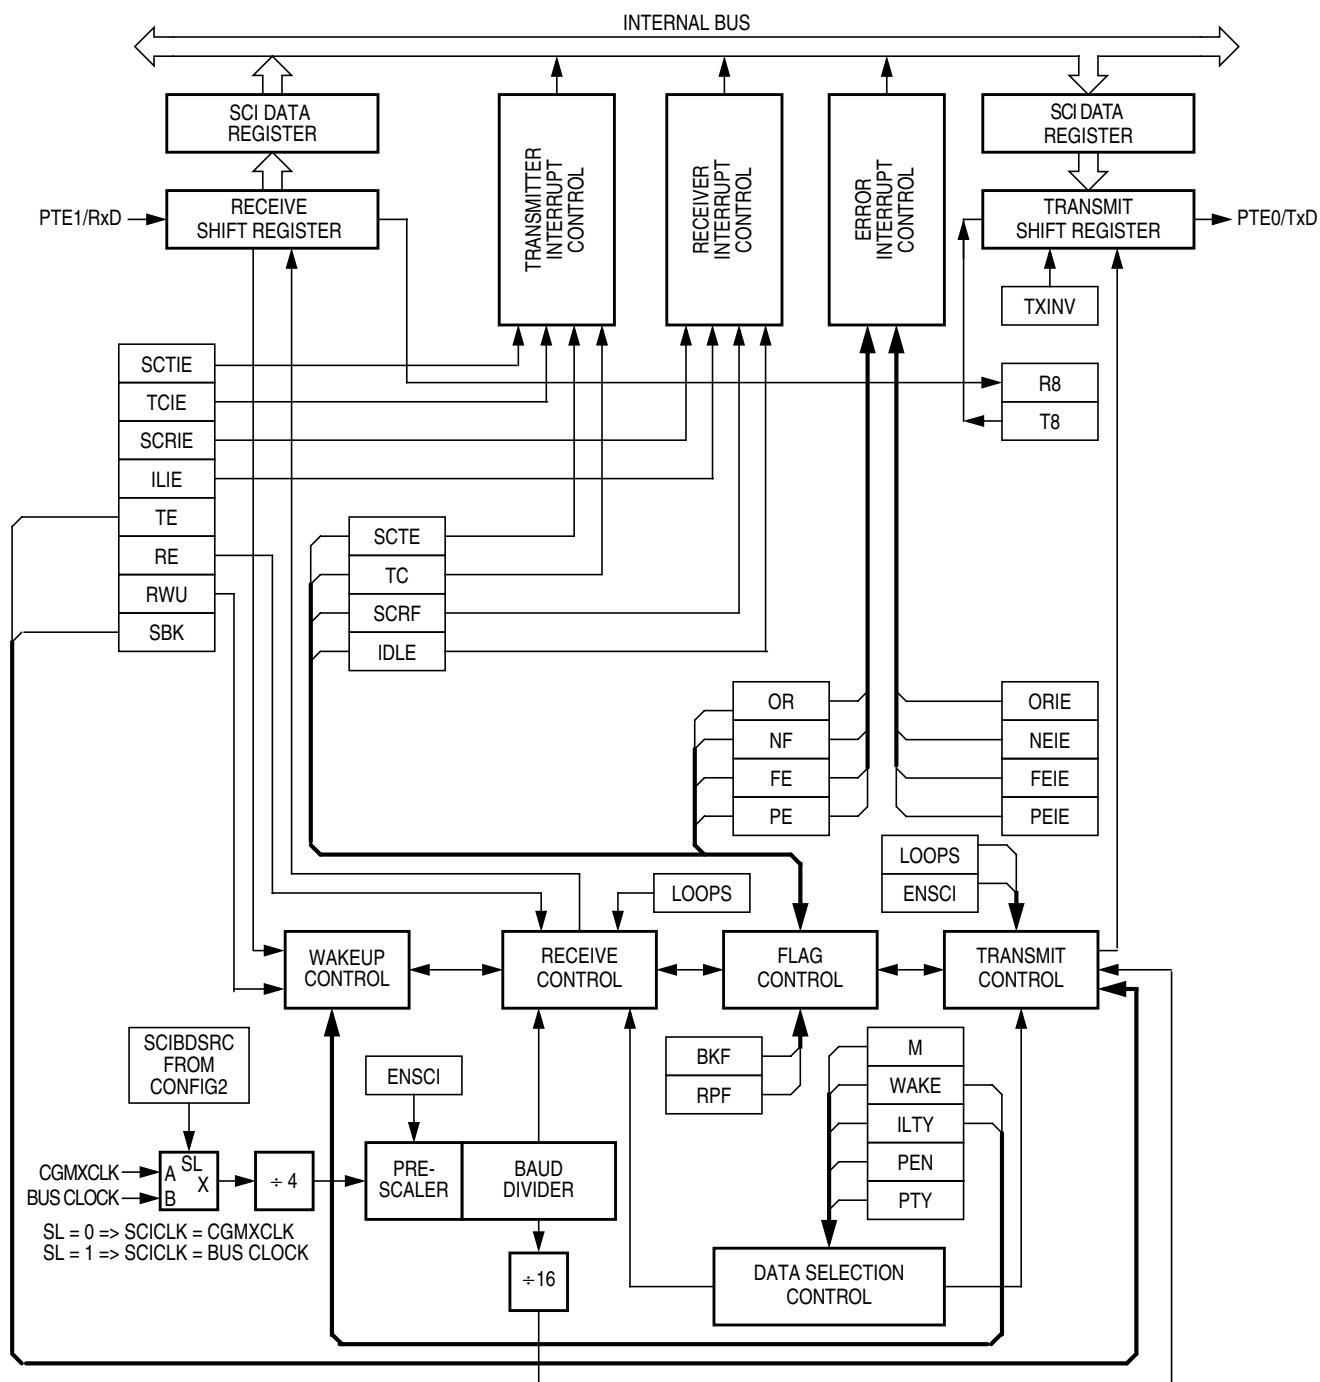 INTERNAL BUS
SCI DATA
REGISTER
TRANSMITTER
INTERRUPT
CONTROL
RECEIVER
INTERRUPT
CONTROL
ERROR
INTERRUPT
CONTROL
SCI DATA
REGISTER
PTE1/RxD
RECEIVE
SHIFT REGISTER
TRANSMIT
SHIFT REGISTER
PTE0/TxD
TXINV
SCTIE
TCIE
SCRIE
ILIE
TE
RE
RWU
SBK
R8
T8
SCTE
TC
SCRF
IDLE
OR
NF
FE
PE
ORIE
NEIE
FEIE
PEIE
LOOPS
ENSCI
LOOPS
WAKEUP
CONTROL
RECEIVE
CONTROL
FLAG
CONTROL
TRANSMIT
CONTROL
SCIBDSRC
FROM
CONFIG2
ENSCI
BKF
RPF
M
WAKE
ILTY
PEN
PTY
CGMXCLK
BUS CLOCK
A
SL
X
B
÷ 4
PRE-
SCALER
BAUD
DIVIDER
SL = 0 => SCICLK = CGMXCLK
SL = 1 => SCICLK = BUS CLOCK
÷16
DATA SELECTION
CONTROL